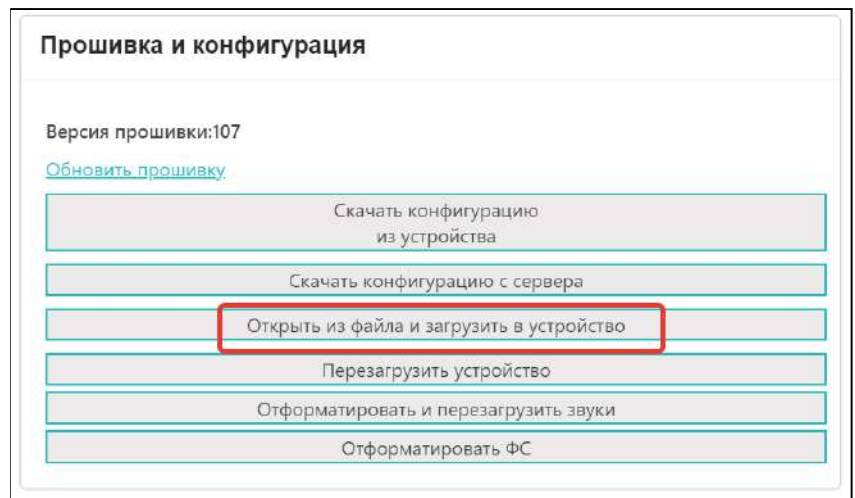 Прошивка и конфигурация
Версия прошивки:107
Обновить прошивку
Скачать конфигурацию
из устройства
Скачать конфигурацию с сервера
Открыть из файла и загрузить в устройство
Перезагрузить устройство
Отформатировать и перезагрузить звуки
Отформатировать ФС